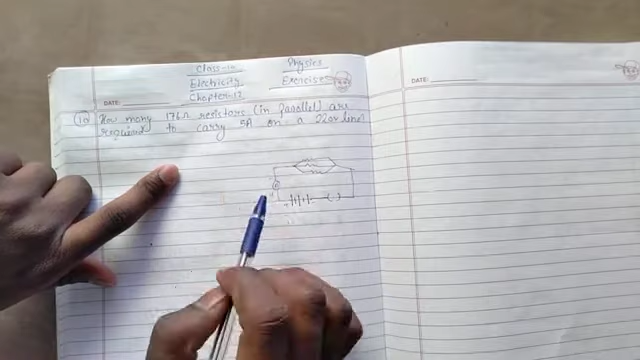 Class-10 Physics
Electricity Exercise
Chapter-12
DATE:
DATE:
(10) How many 176Ω resistors (in parallel) are
required to carry 5A on a 220V line